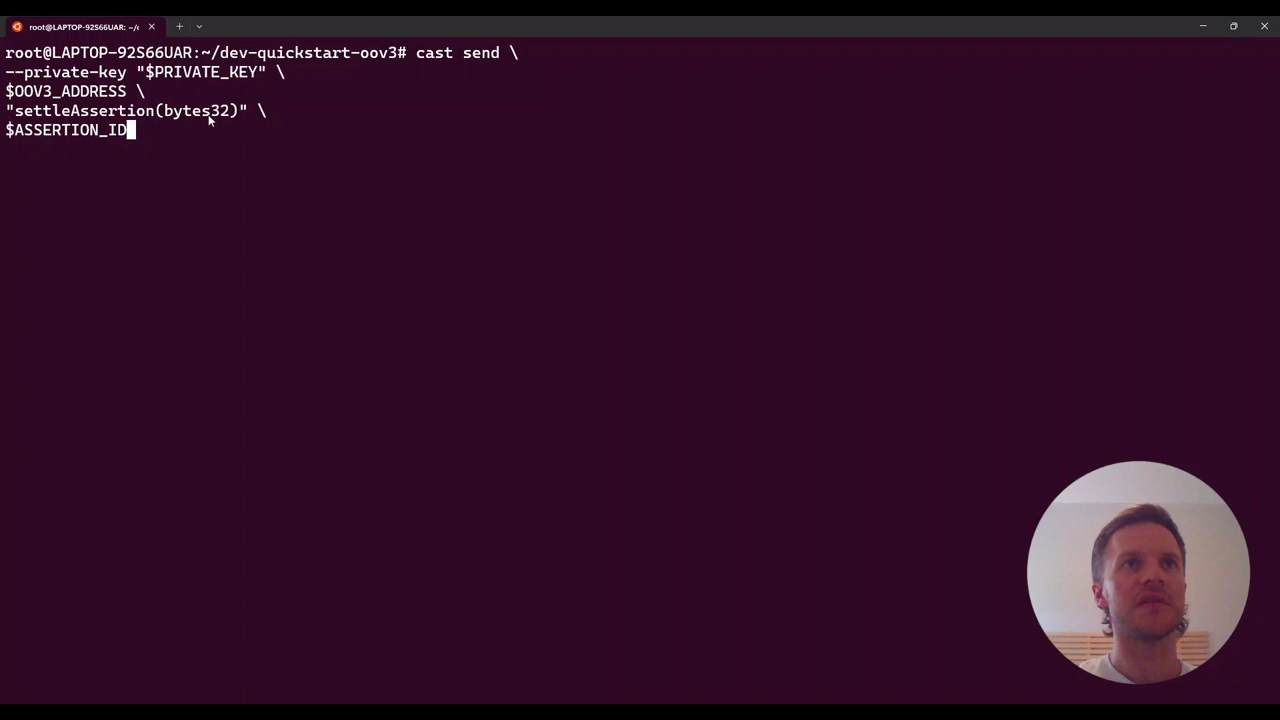 root@LAPTOP-92S66UAR: ~/
root@LAPTOP-92S66UAR:~/dev-quickstart-oov3# cast send \
--private-key "$PRIVATE_KEY" \
$OOV3_ADDRESS \
"settleAssertion(bytes32)" \
$ASSERTION_ID